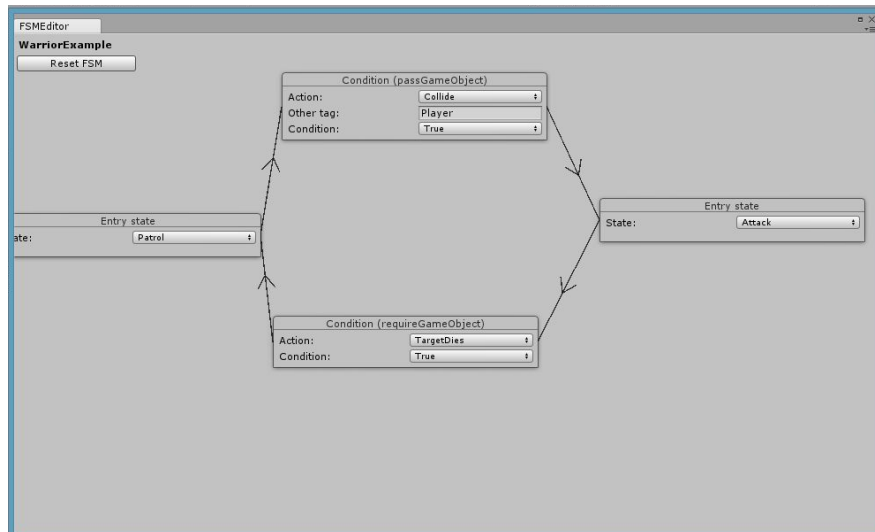 FSMEditor
WarriorExample
Reset FSM
Condition (passGameObject)
Action: Collide
Other tag: Player
Condition: True
Entry state
ate: Patrol
Entry state
State: Attack
Condition (requireGameObject)
Action: TargetDies
Condition: True